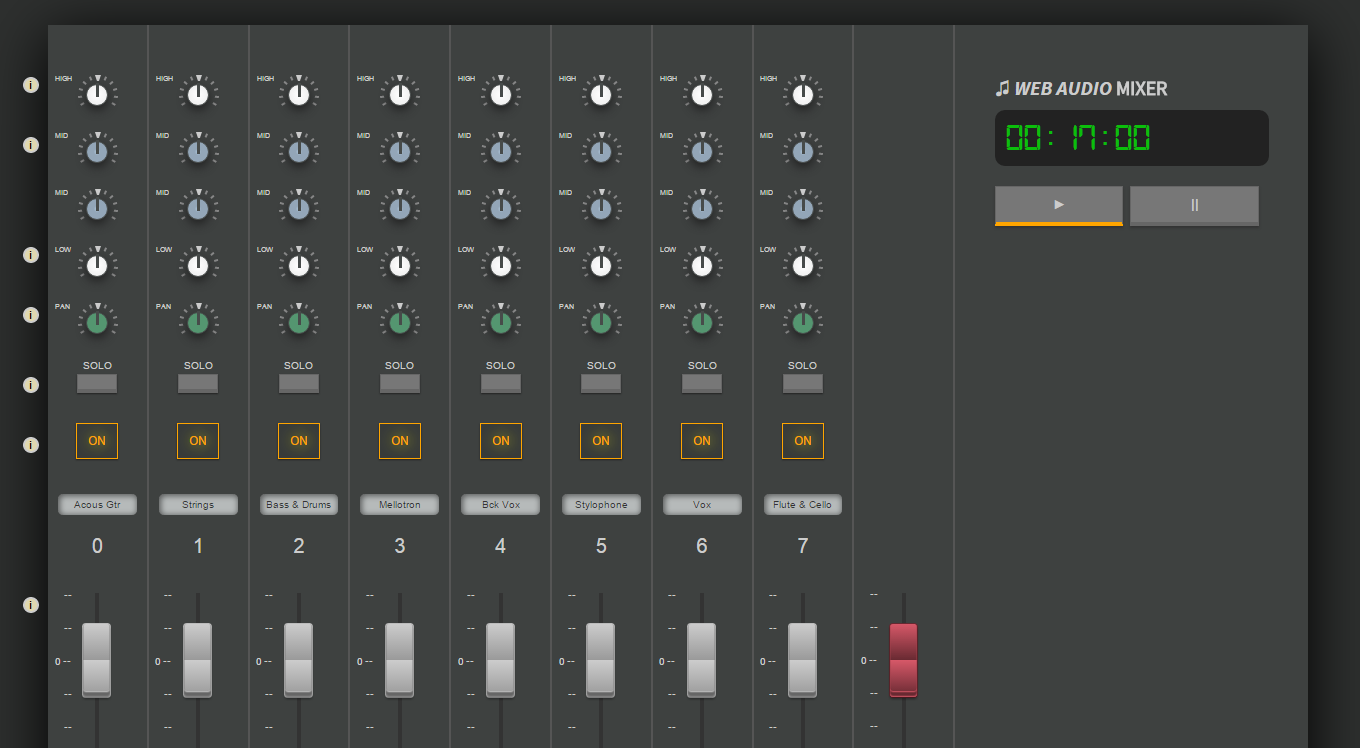 HIGH HIGH HIGH HIGH HIGH HIGH HIGH HIGH
WEB AUDIO MIXER
i
00:17:00
MID MID MID MID MID MID MID MID
i
MID MID MID MID MID MID MID MID
LOW LOW LOW LOW LOW LOW LOW LOW
i
PAN PAN PAN PAN PAN PAN PAN PAN
i
SOLO SOLO SOLO SOLO SOLO SOLO SOLO SOLO
i
ON ON ON ON ON ON ON ON
i
Acous Gtr Strings Bass & Drums Mellotron Bck Vox Stylophone Vox Flute & Cello
0 1 2 3 4 5 6 7
i
-- -- -- -- -- -- -- -- --
-- -- -- -- -- -- -- -- --
0 -- 0 -- 0 -- 0 -- 0 -- 0 -- 0 -- 0 -- 0 --
-- -- -- -- -- -- -- -- --
-- -- -- -- -- -- -- -- --